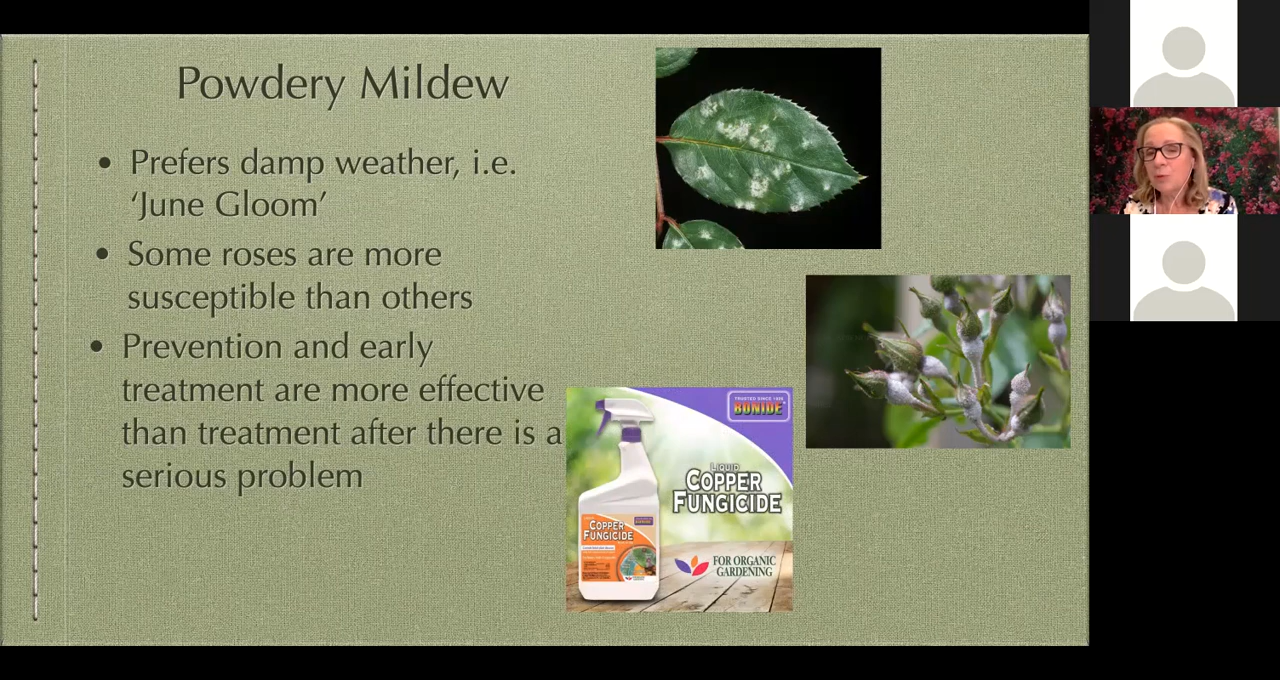 Powdery Mildew
Prefers damp weather, i.e.
‘June Gloom’
Some roses are more
susceptible than others
Prevention and early
treatment are more effective
than treatment after there is a
serious problem
TRUSTED SINCE 1926
BONIDE
LIQUID
COPPER
FUNGICIDE
COPPER
FUNGICIDE
FOR ORGANIC
GARDENING